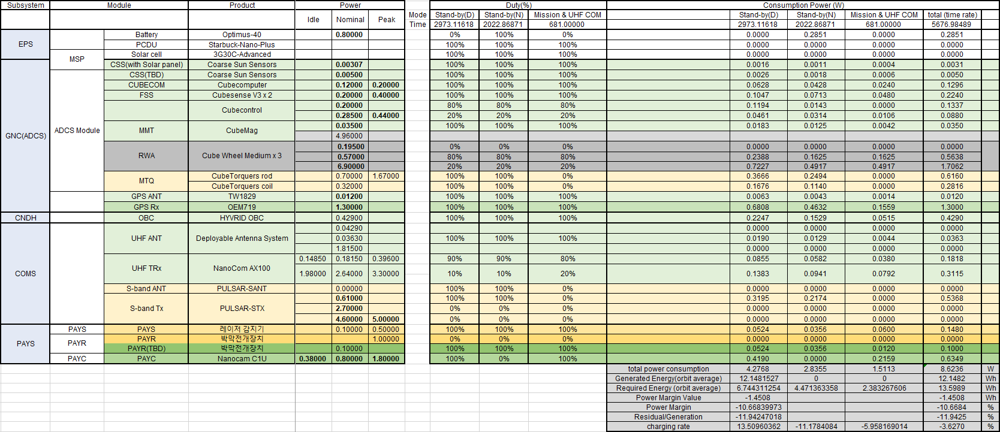 Subsystem Module Product Power Duty(%) Consumption Power (W)
Idle Nominal Peak Mode Stand-by(D) Stand-by(N) Mission & UHF COM Stand-by(D) Stand-by(N) Mission & UHF COM total (time rate)
Time 2973.11618 2022.86871 681.00000 2973.11618 2022.86871 681.00000 5676.98489
EPS Battery Optimus-40 0.80000 0% 100% 0% 0.0000 0.2851 0.0000 0.2851
PCDU Starbuck-Nano-Plus 100% 100% 100% 0.0000 0.0000 0.0000 0.0000
MSP Solar cell 3G30C-Advanced 100% 100% 100% 0.0000 0.0000 0.0000 0.0000
GNC(ADCS) CSS(with Solar panel) Coarse Sun Sensors 0.00307 100% 100% 100% 0.0016 0.0011 0.0004 0.0031
ADCS Module CSS(TBD) Coarse Sun Sensors 0.00500 100% 100% 100% 0.0026 0.0018 0.0006 0.0050
CUBECOM Cubecomputer 0.12000 0.20000 100% 100% 100% 0.0628 0.0428 0.0240 0.1296
FSS Cubesense V3 x 2 0.20000 0.40000 100% 100% 100% 0.1047 0.0713 0.0480 0.2240
Cubecontrol 0.20000 80% 80% 80% 0.1194 0.0143 0.0000 0.1337
0.28500 0.44000 20% 20% 20% 0.0461 0.0314 0.0106 0.0880
MMT CubeMag 0.03500 100% 100% 100% 0.0183 0.0125 0.0042 0.0350
4.96000
RWA Cube Wheel Medium x 3 0.19500 0% 0% 0% 0.0000 0.0000 0.0000 0.0000
0.57000 80% 80% 80% 0.2388 0.1625 0.1625 0.5638
6.90000 20% 20% 20% 0.7227 0.4917 0.4917 1.7062
MTQ CubeTorquers rod 0.70000 1.67000 100% 100% 0% 0.3666 0.2494 0.0000 0.6160
CubeTorquers coil 0.32000 100% 100% 0% 0.1676 0.1140 0.0000 0.2816
GPS ANT TW1829 0.01200 100% 100% 100% 0.0063 0.0043 0.0014 0.0120
GPS Rx OEM719 1.30000 100% 100% 100% 0.6808 0.4632 0.1559 1.3000
CNDH OBC HYVRID OBC 0.42900 100% 100% 100% 0.2247 0.1529 0.0515 0.4290
COMS UHF ANT Deployable Antenna System 0.04290 0.0000 0.0000 0.0000 0.0000
0.03630 100% 100% 100% 0.0190 0.0129 0.0044 0.0363
1.81500 0.0000 0.0000 0.0000 0.0000
UHF TRx NanoCom AX100 0.14850 0.18150 0.39600 90% 90% 80% 0.0855 0.0582 0.0380 0.1818
1.98000 2.64000 3.30000 10% 10% 20% 0.1383 0.0941 0.0792 0.3115
S-band ANT PULSAR-SANT 0.00000 100% 100% 0% 0.0000 0.0000 0.0000 0.0000
S-band Tx PULSAR-STX 0.61000 100% 100% 0% 0.3195 0.2174 0.0000 0.5368
2.70000 0% 0% 0% 0.0000 0.0000 0.0000 0.0000
4.60000 5.00000 0% 0% 0% 0.0000 0.0000 0.0000 0.0000
PAYS PAYS PAYS 레이저 감지기 0.10000 0.50000 100% 100% 100% 0.0524 0.0356 0.0600 0.1480
PAYR PAYR 박막전개장치 1.00000 0% 0% 0% 0.0000 0.0000 0.0000 0.0000
PAYR(TBD) 박막전개장치 0.10000 100% 100% 100% 0.0524 0.0356 0.0120 0.1000
PAYC PAYC Nanocam C1U 0.38000 0.80000 1.80000 100% 0% 100% 0.4190 0.0000 0.2159 0.6349
total power consumption 4.2768 2.8355 1.5113 8.6236 W
Generated Energy(orbit average) 12.1481527 0 0 12.1482 Wh
Required Energy (orbit average) 6.744311254 4.471363358 2.383267606 13.5989 Wh
Power Margin Value -1.4508 -1.4508 Wh
Power Margin -10.66839973 -10.6684 %
Residual/Generation -11.94247018 -11.9425 %
charging rate 13.50960362 -11.1784084 -5.958169014 -3.6270 %